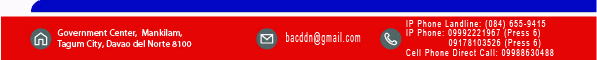 Government Center, Mankilam,
Tagum City, Davao del Norte 8100
bacddn@gmail.com
IP Phone Landline: (084) 655-9415
IP Phone: 09992221967 (Press 6)
09178103526 (Press 6)
Cell Phone Direct Call: 09988630488